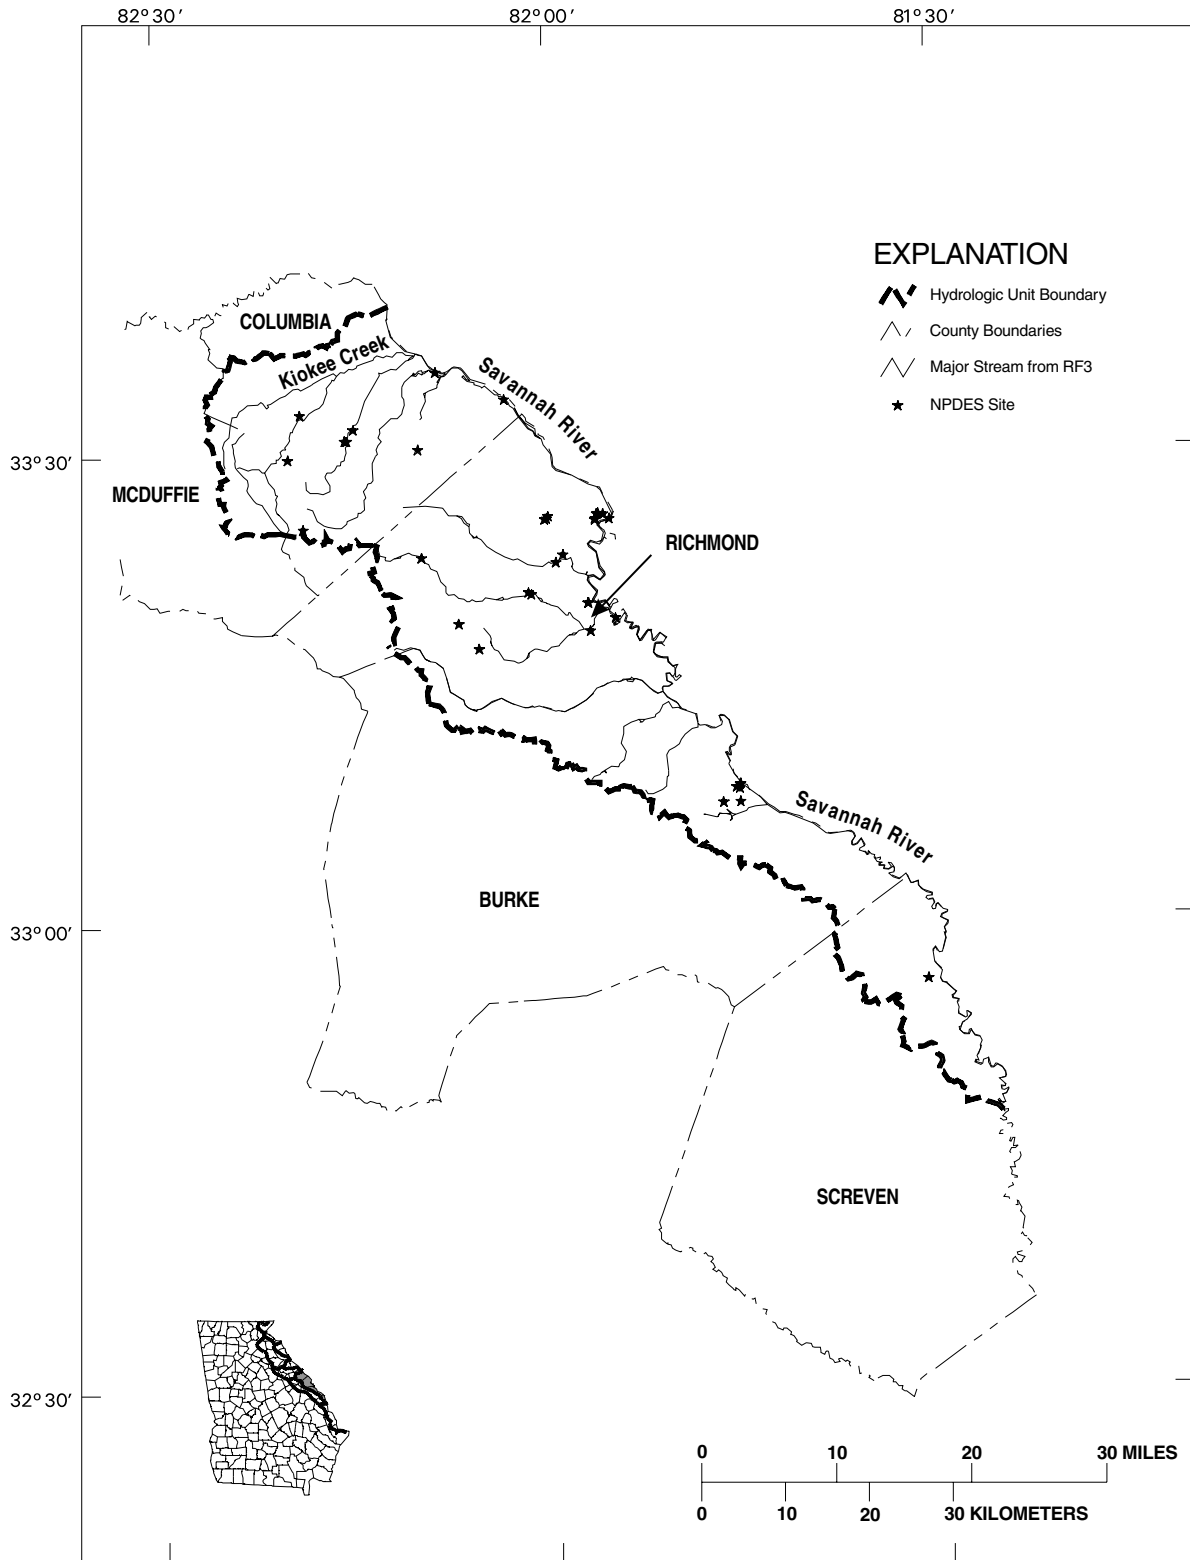 82° 30′
82° 00′
81° 30′
EXPLANATION
Hydrologic Unit Boundary
County Boundaries
Major Stream from RF3
NPDES Site
COLUMBIA
Kiokee Creek
Savannah River
33° 30′
MCDUFFIE
RICHMOND
Savannah River
BURKE
33° 00′
SCREVEN
32° 30′
0 10 20 30 MILES
0 10 20 30 KILOMETERS